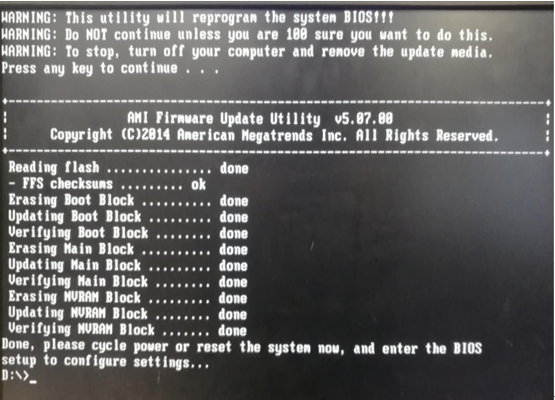 WARNING: This utility will reprogram the system BIOS!!!
WARNING: Do NOT continue unless you are 100 sure you want to do this.
WARNING: To stop, turn off your computer and remove the update media.
Press any key to continue . . .
+---------------------------------------------------------------+
| AMI Firmware Update Utility v5.07.00 |
| Copyright (C)2014 American Megatrends Inc. All Rights Reserved. |
+---------------------------------------------------------------+
Reading flash .............. done
- FFS checksums ......... ok
Erasing Boot Block ......... done
Updating Boot Block ........ done
Verifying Boot Block ....... done
Erasing Main Block ......... done
Updating Main Block ........ done
Verifying Main Block ....... done
Erasing NVRAM Block ........ done
Updating NVRAM Block ....... done
Verifying NVRAM Block ...... done
Done, please cycle power or reset the system now, and enter the BIOS
setup to configure settings...
D:\>_